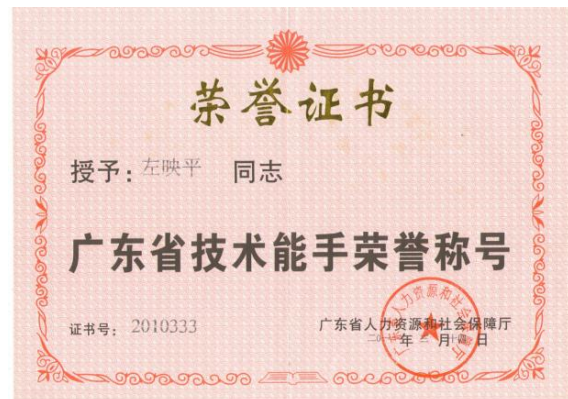 荣誉证书
授予：左映平 同志
广东省技术能手荣誉称号
证书号：2010333
广东省人力资源和社会保障厅
年 二 月 日